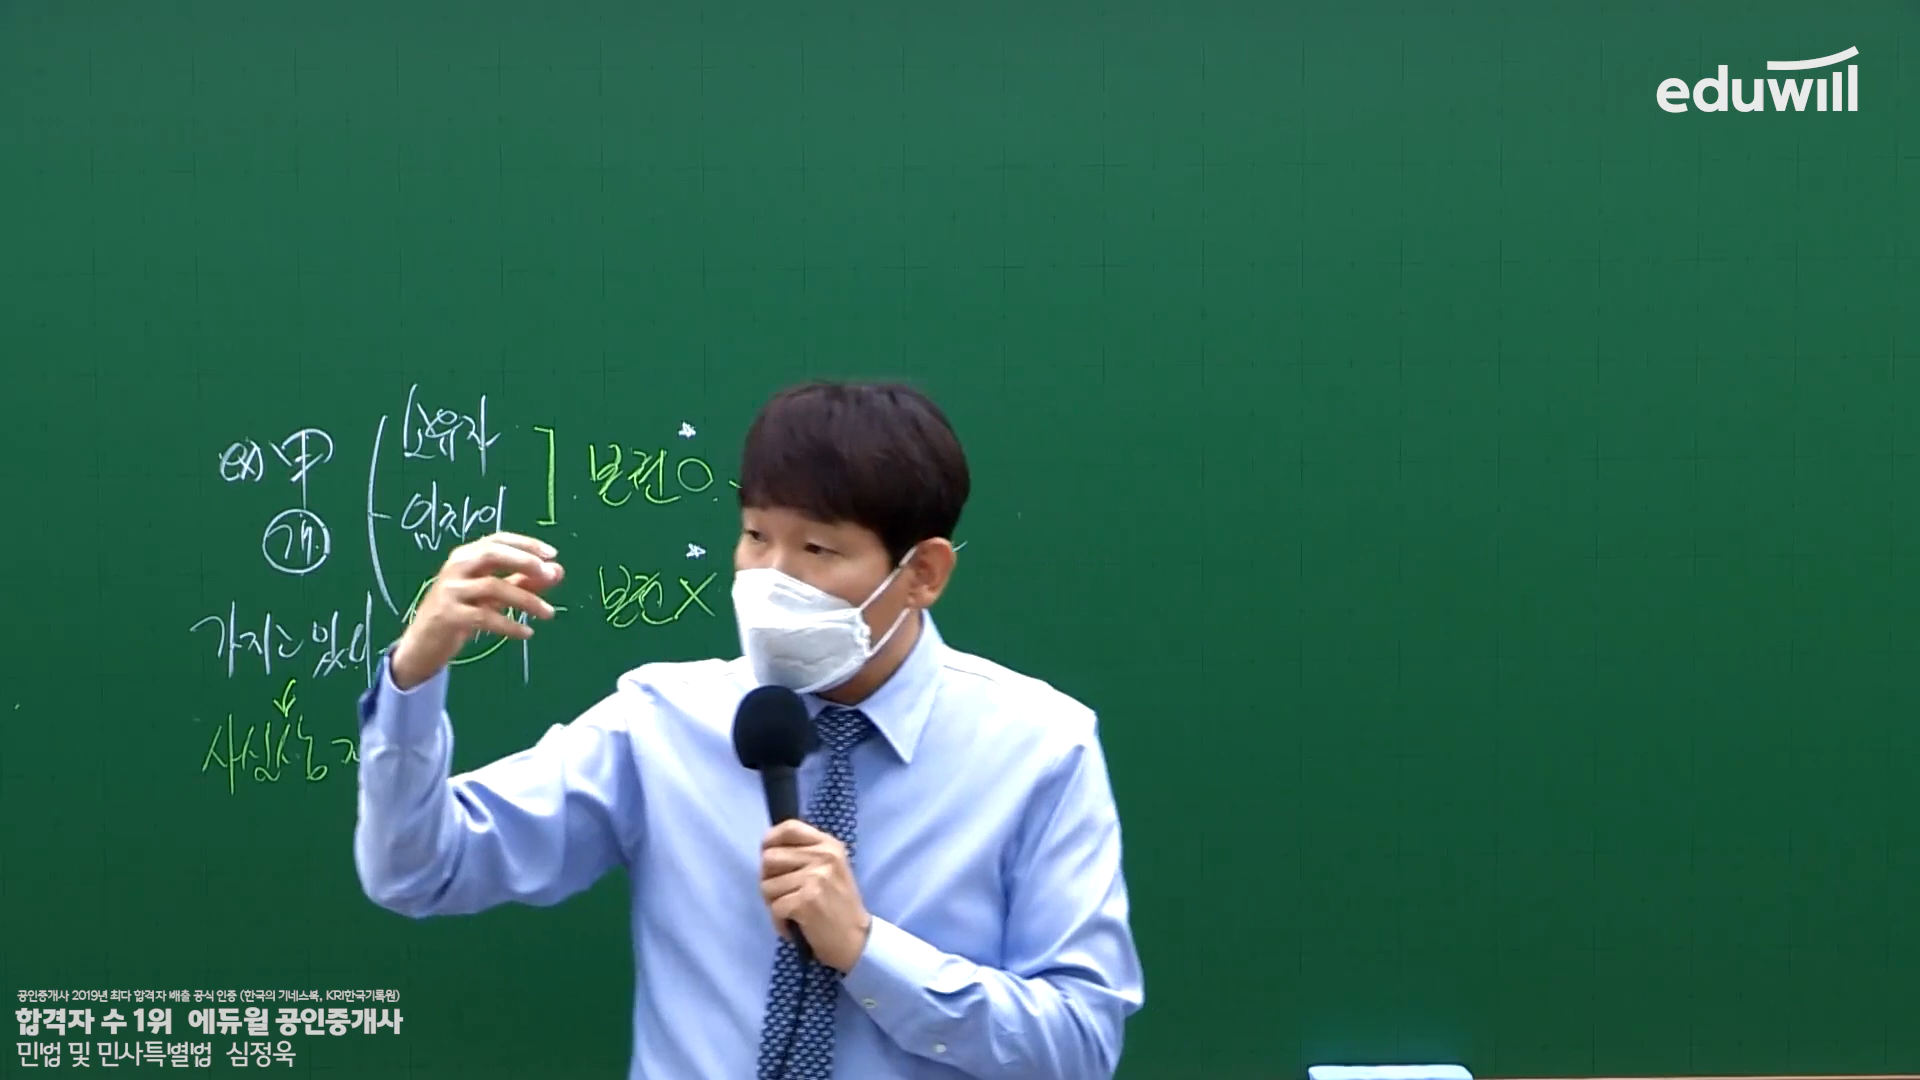 eduwill
ex) 甲
소유자
임차인
본권○
본권X
개
가지고 있어
사실상
공인중개사 2019년 최다 합격자 배출 공식 인증 (한국의 기네스북, KRI한국기록원)
합격자 수 1위 에듀윌 공인중개사
민법 및 민사특별법 심정욱